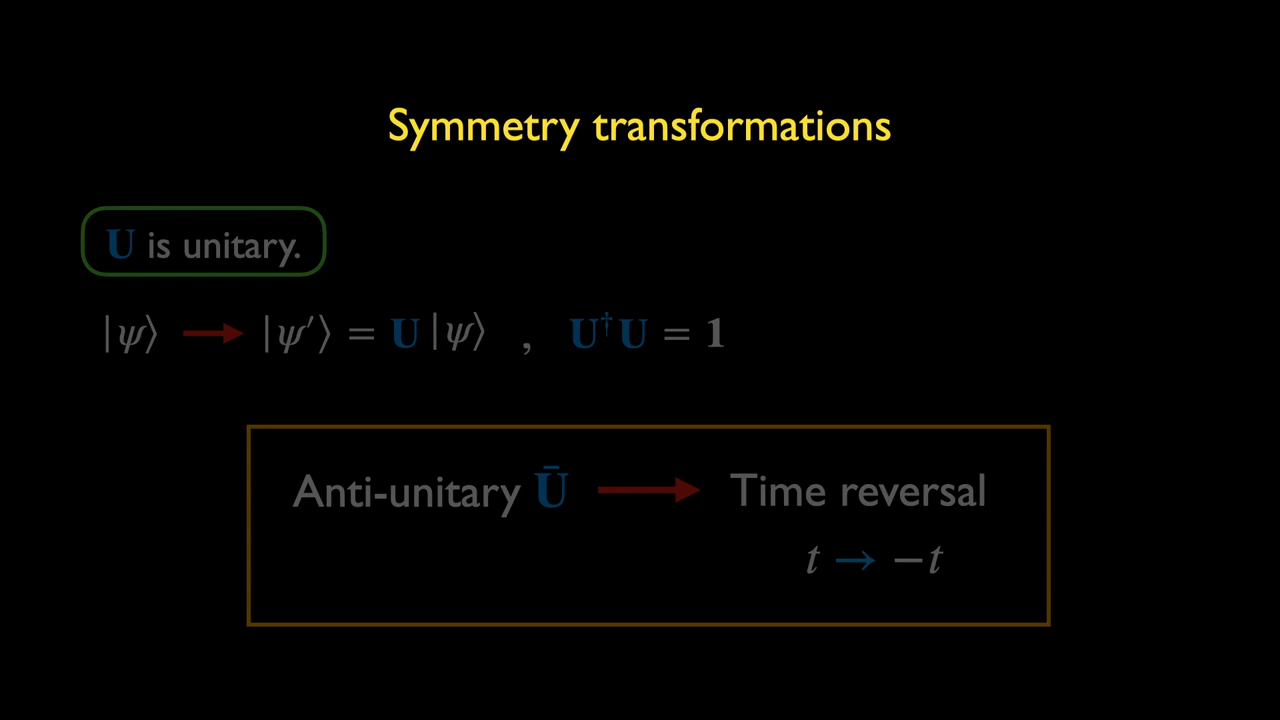 Symmetry transformations
U is unitary.
|ψ⟩ → |ψ′⟩ = U |ψ⟩ , U†U = 1
Anti-unitary Ū → Time reversal
t → −t